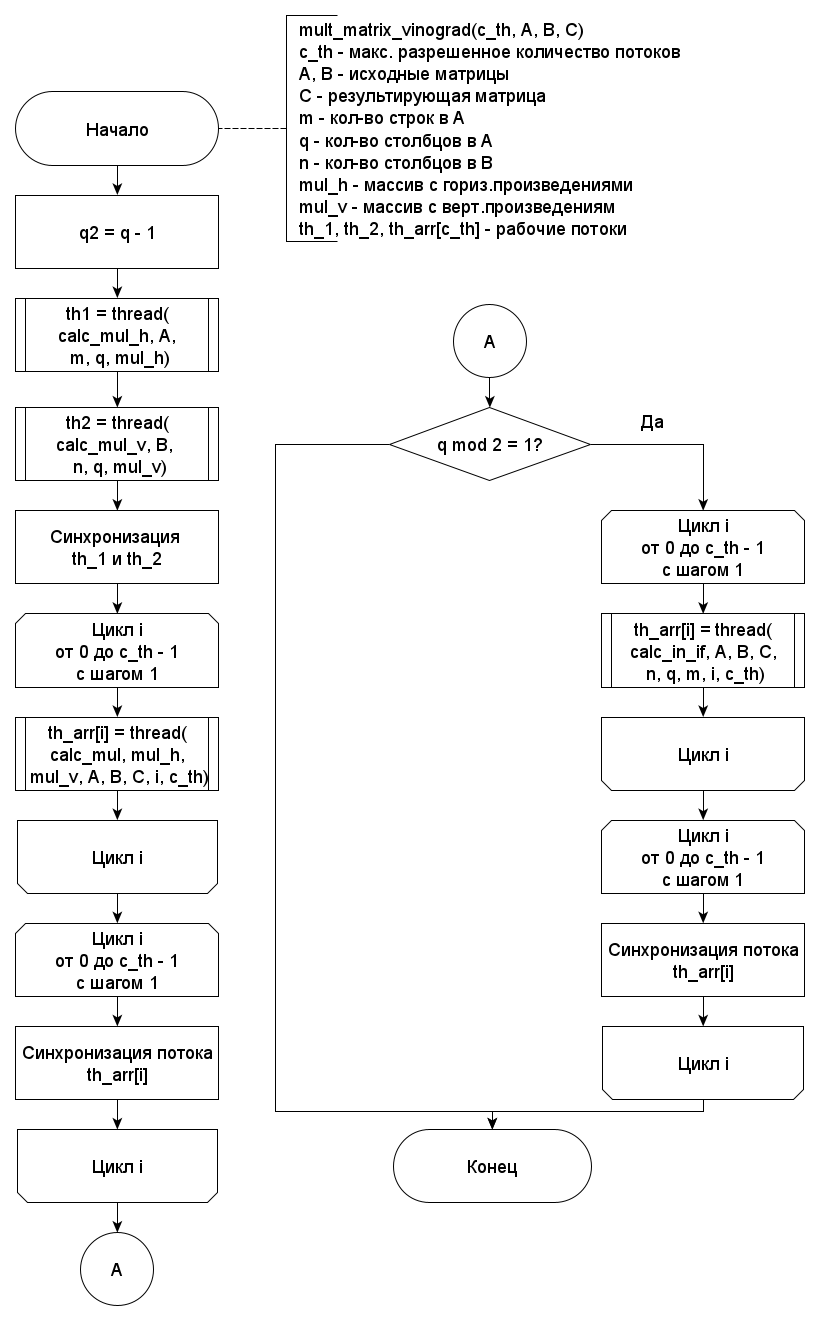 mult_matrix_vinograd(c_th, A, B, C)
c_th - макс. разрешенное количество потоков
A, B - исходные матрицы
C - результирующая матрица
m - кол-во строк в A
q - кол-во столбцов в A
n - кол-во столбцов в B
mul_h - массив с гориз.произведениями
mul_v - массив с верт.произведениям
th_1, th_2, th_arr[c_th] - рабочие потоки
Начало
q2 = q - 1
th1 = thread(
calc_mul_h, A,
m, q, mul_h)
th2 = thread(
calc_mul_v, B,
n, q, mul_v)
Синхронизация
th_1 и th_2
Цикл i
от 0 до c_th - 1
с шагом 1
th_arr[i] = thread(
calc_mul, mul_h,
mul_v, A, B, C, i, c_th)
Цикл i
Цикл i
от 0 до c_th - 1
с шагом 1
Синхронизация потока
th_arr[i]
Цикл i
A
A
q mod 2 = 1?
Да
Цикл i
от 0 до c_th - 1
с шагом 1
th_arr[i] = thread(
calc_in_if, A, B, C,
n, q, m, i, c_th)
Цикл i
Цикл i
от 0 до c_th - 1
с шагом 1
Синхронизация потока
th_arr[i]
Цикл i
Конец